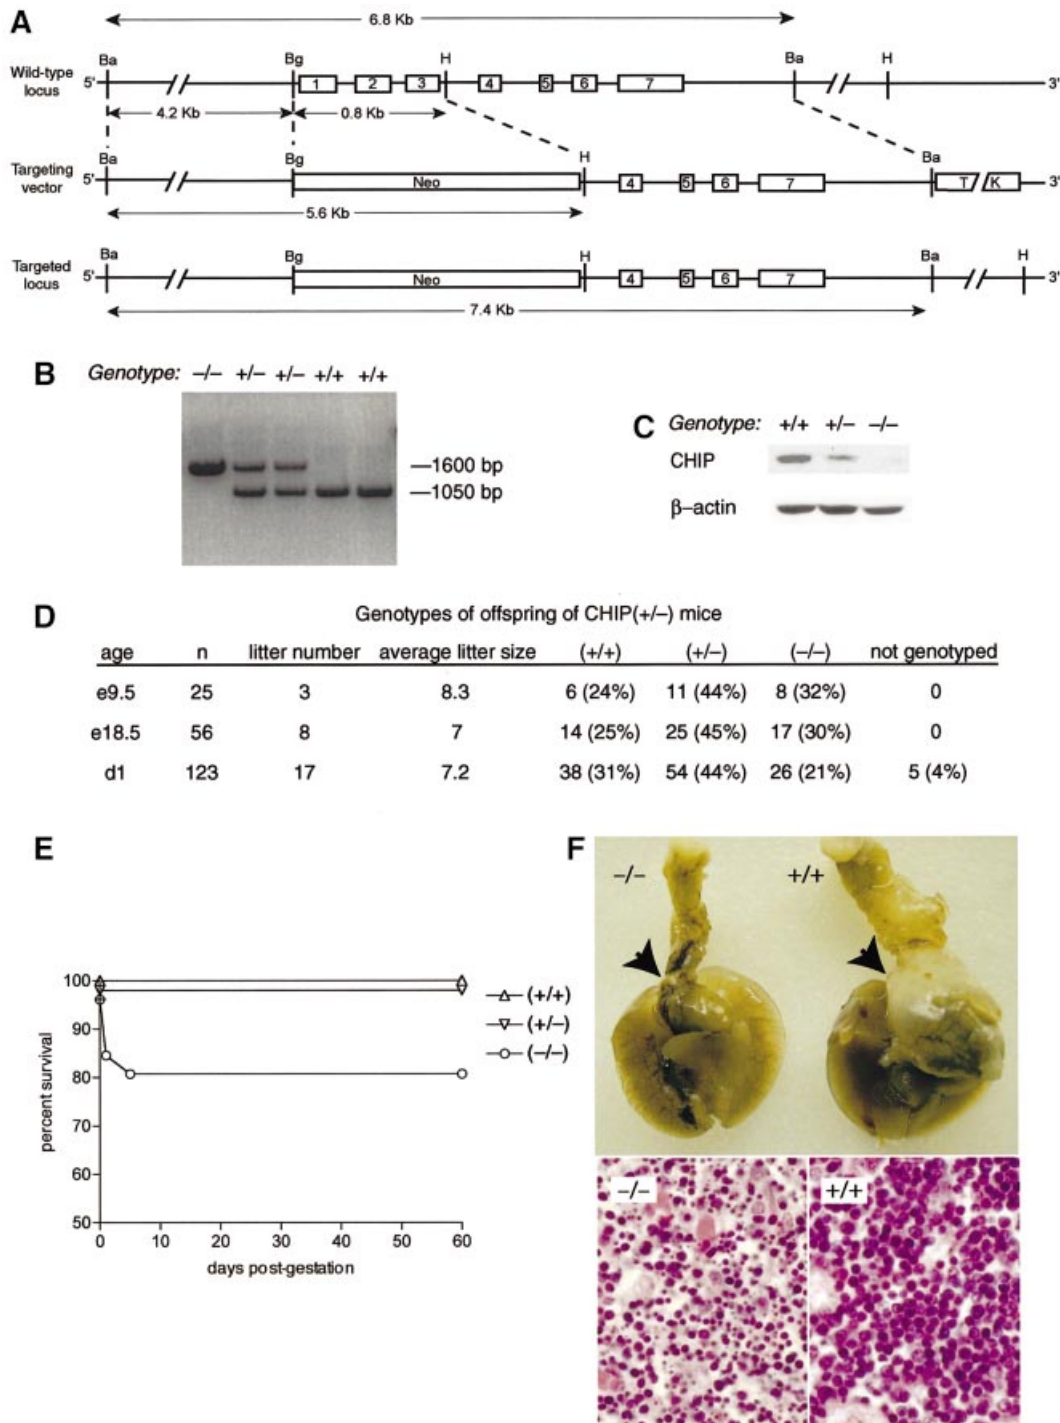 A
6.8 Kb
Wild-type locus 5' Ba Bg 1 2 3 H 4 5 6 7 Ba H 3'
4.2 Kb 0.8 Kb
Targeting vector 5' Ba Bg Neo H 4 5 6 7 Ba T K 3'
5.6 Kb
Targeted locus 5' Ba Bg Neo H 4 5 6 7 Ba H 3'
7.4 Kb
B
Genotype: –/– +/– +/– +/+ +/+
—1600 bp
—1050 bp
C
Genotype: +/+ +/– –/–
CHIP
β–actin
D
Genotypes of offspring of CHIP(+/–) mice
age n litter number average litter size (+/+) (+/–) (–/–) not genotyped
e9.5 25 3 8.3 6 (24%) 11 (44%) 8 (32%) 0
e18.5 56 8 7 14 (25%) 25 (45%) 17 (30%) 0
d1 123 17 7.2 38 (31%) 54 (44%) 26 (21%) 5 (4%)
E
percent survival
100
90
80
70
60
50
0 10 20 30 40 50 60
days post-gestation
(+/+)
(+/–)
(–/–)
F
–/– +/+
–/– +/+